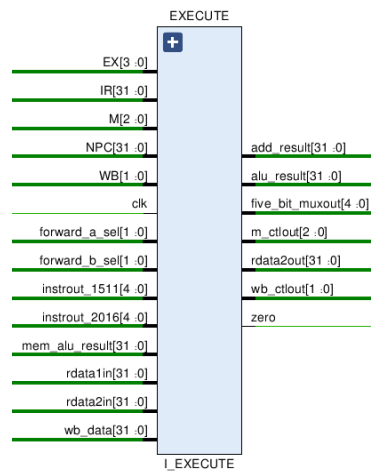 EXECUTE
EX[3 :0]
IR[31 :0]
M[2 :0]
NPC[31 :0]
WB[1 :0]
clk
forward_a_sel[1 :0]
forward_b_sel[1 :0]
instrout_1511[4 :0]
instrout_2016[4 :0]
mem_alu_result[31 :0]
rdata1in[31 :0]
rdata2in[31 :0]
wb_data[31 :0]
add_result[31 :0]
alu_result[31 :0]
five_bit_muxout[4 :0]
m_ctlout[2 :0]
rdata2out[31 :0]
wb_ctlout[1 :0]
zero
I_EXECUTE